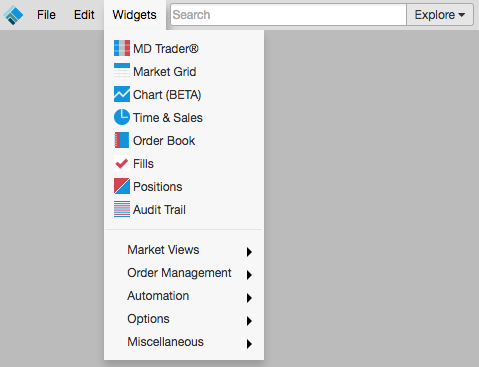 File Edit Widgets Search Explore
MD Trader®
Market Grid
Chart (BETA)
Time & Sales
Order Book
Fills
Positions
Audit Trail
Market Views
Order Management
Automation
Options
Miscellaneous